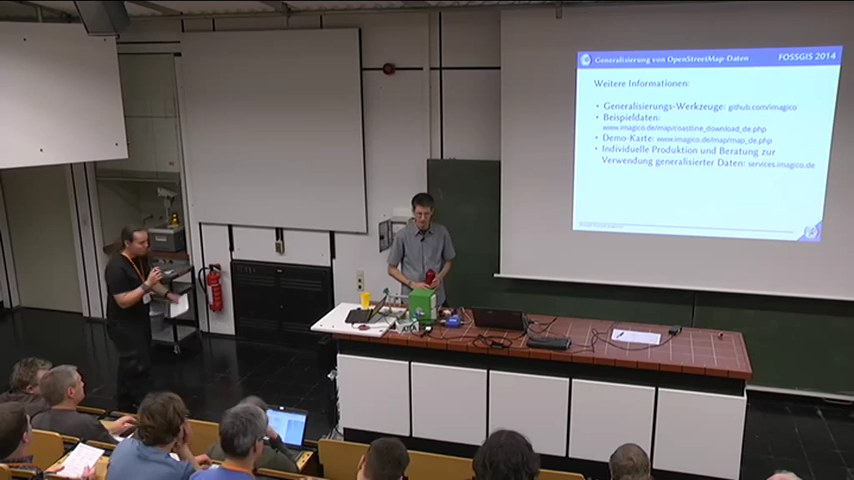 Generalisierung von OpenStreetMap-Daten FOSSGIS 2014
Weitere Informationen:
• Generalisierungs-Werkzeuge: github.com/imagico
• Beispieldaten:
www.imagico.de/map/coastline_download_de.php
• Demo-Karte: www.imagico.de/map/map_de.php
• Individuelle Produktion und Beratung zur
Verwendung generalisierter Daten: services.imagico.de